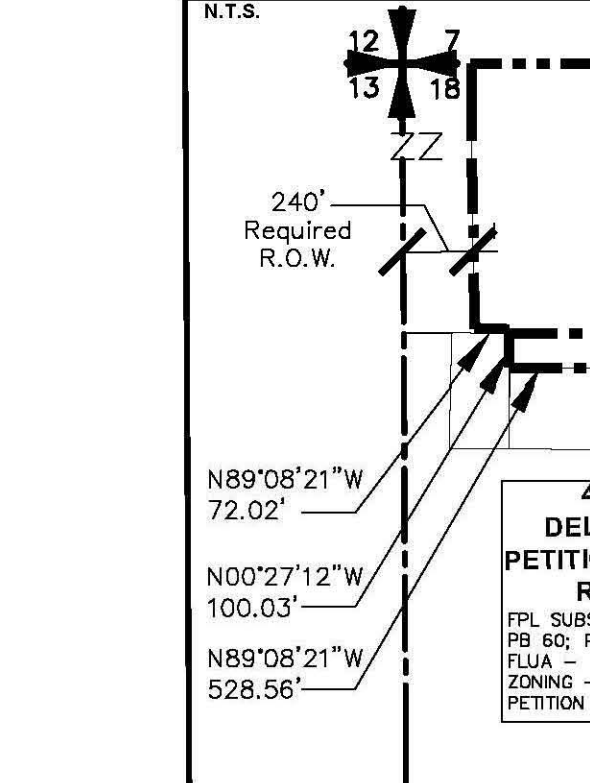 N.T.S.
12 7
13 18
ZZ
240'
Required
R.O.W.
N89°08'21"W
72.02'
N00°27'12"W
100.03'
N89°08'21"W
528.56'
DEL
PETITI
R
FPL SUBS
PB 60; P
FLUA –
ZONING –
PETITION